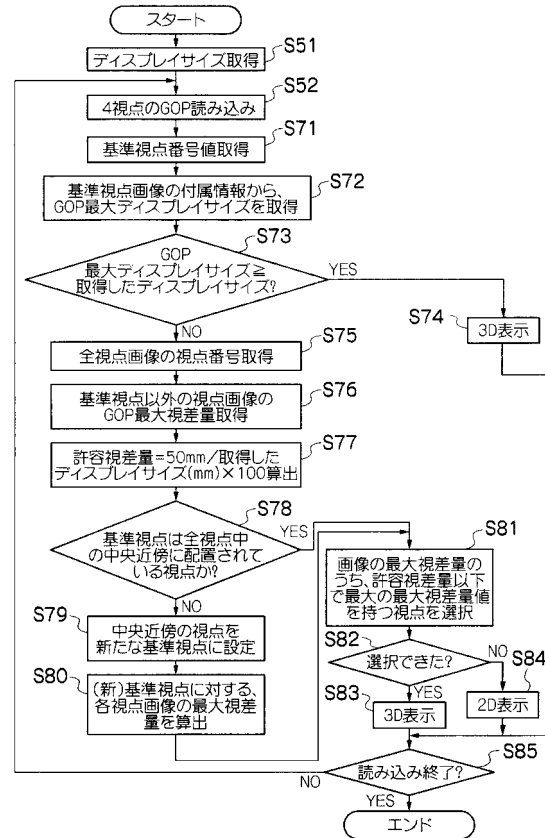 スタート
S51
ディスプレイサイズ取得
S52
4視点のGOP読み込み
S71
基準視点番号値取得
S72
基準視点画像の付属情報から、
GOP最大ディスプレイサイズを取得
S73
GOP
最大ディスプレイサイズ≧
取得したディスプレイサイズ?
YES
S74
3D表示
NO
S75
全視点画像の視点番号取得
S76
基準視点以外の視点画像の
GOP最大視差量取得
S77
許容視差量=50mm/取得した
ディスプレイサイズ(mm)×100算出
S78
基準視点は全視点中
の中央近傍に配置されて
いる視点か?
YES
NO
S79
中央近傍の視点を
新たな基準視点に設定
S80
(新)基準視点に対する、
各視点画像の最大視差
量を算出
S81
画像の最大視差量の
うち、許容視差量以下
で最大の最大視差量値
を持つ視点を選択
S82
選択できた?
NO
S84
2D表示
YES
S83
3D表示
S85
読み込み終了?
NO
YES
エンド